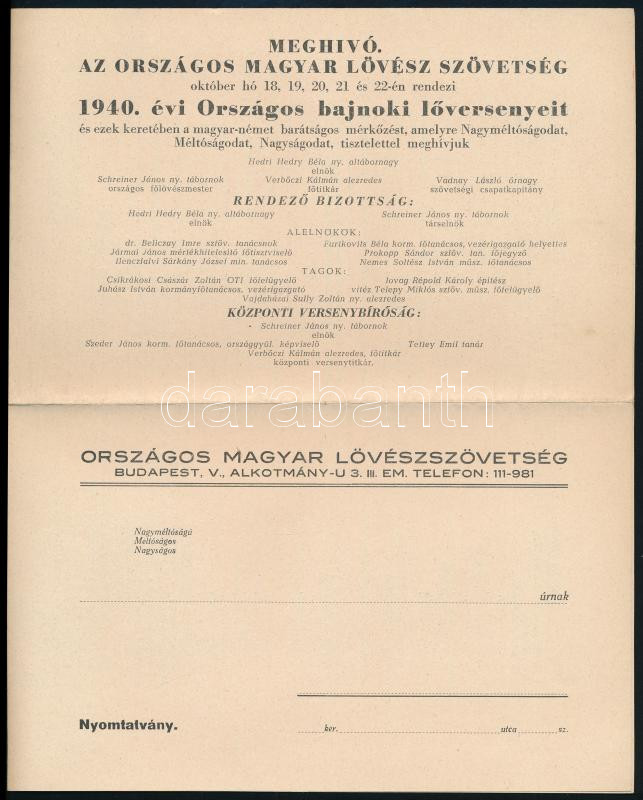 MEGHIVÓ.
AZ ORSZÁGOS MAGYAR LÖVÉSZ SZÖVETSÉG
október hó 18, 19, 20, 21 és 22-én rendezi
1940. évi Országos bajnoki lőversenyeit
és ezek keretében a magyar-német barátságos mérkőzést, amelyre Nagyméltóságodat,
Méltóságodat, Nagyságodat, tisztelettel meghívjuk
Hedri Hedry Béla ny. altábornagy
elnök
Schreiner János ny. tábornok Verbőczi Kálmán alezredes Vadnay László őrnagy
országos főlövészmester főtitkár szövetségi csapatkapitány
RENDEZŐ BIZOTTSÁG:
Hedri Hedry Béla ny. altábornagy Schreiner János ny. tábornok
elnök társelnök
ALELNÖKÖK:
dr. Beliczay Imre szföv. tanácsnok Furikovits Béla korm. főtanácsos, vezérigazgató helyettes
Jármai János mértékhitelesítő főtisztviselő Prokopp Sándor szföv. tan. főjegyző
Ilenczfalvi Sárkány József min. tanácsos Nemes Soltész István műsz. főtanácsos
TAGOK:
Csikrákosi Császár Zoltán OTI főfelügyelő lovag Répold Károly építész
Juhász István kormányfőtanácsos, vezérigazgató vitéz Telepy Miklós szföv. műsz. főfelügyelő
Vajdaházai Sully Zoltán ny. alezredes
KÖZPONTI VERSENYBÍRÓSÁG:
- Schreiner János ny. tábornok
elnök
Szeder János korm. főtanácsos, országgyűl. képviselő Tetley Emil tanár
Verbőczi Kálmán alezredes, főtitkár
központi versenytitkár.
darabanth
ORSZÁGOS MAGYAR LÖVÉSZSZÖVETSÉG
BUDAPEST, V., ALKOTMÁNY-U 3. III. EM. TELEFON: 111-981
Nagyméltóságú
Méltóságos
Nagyságos
úrnak
Nyomtatvány.
ker. utca sz.